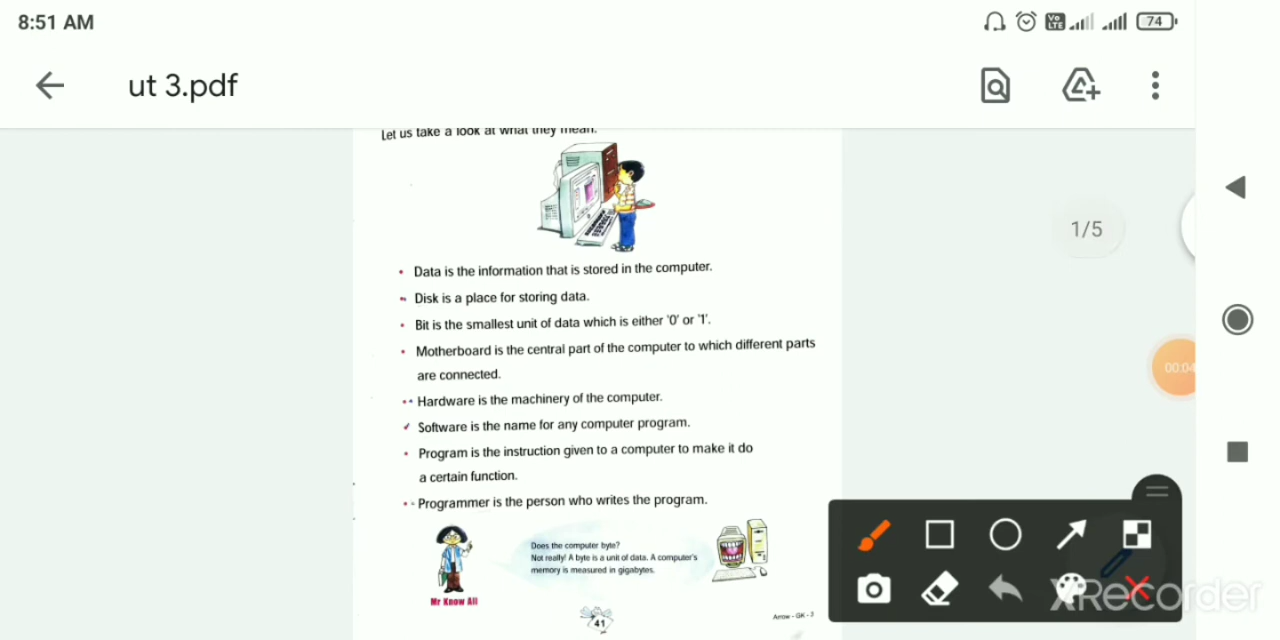 8:51 AM
Vo LTE
74
ut 3.pdf
Let us take a look at what they mean.
1/5
• Data is the information that is stored in the computer.
• Disk is a place for storing data.
• Bit is the smallest unit of data which is either '0' or '1'.
• Motherboard is the central part of the computer to which different parts
are connected.
00:04
• Hardware is the machinery of the computer.
Software is the name for any computer program.
• Program is the instruction given to a computer to make it do
a certain function.
• Programmer is the person who writes the program.
Does the computer byte?
Not really! A byte is a unit of data. A computer's
memory is measured in gigabytes.
Mr Know All
41
Arrow - GK - 3
XRecorder